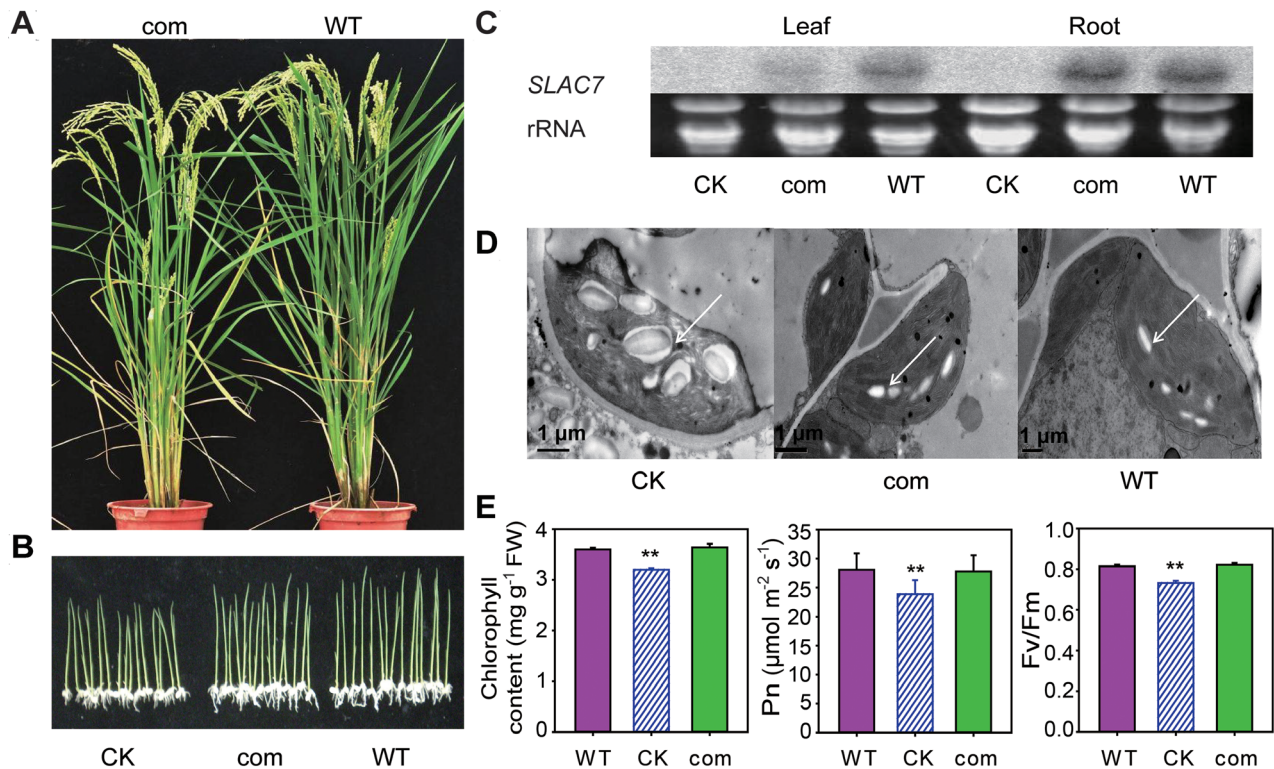 A
com WT
B
CK com WT
C
Leaf Root
SLAC7
rRNA
CK com WT CK com WT
D
1 µm 1 µm 1 µm
CK com WT
E
Chlorophyll
content (mg g-1 FW)
4
3
2
1
0
**
WT CK com
Pn (µmol m-2 s-1)
35
30
25
20
15
10
5
0
**
WT CK com
Fv/Fm
1.0
0.8
0.6
0.4
0.2
0.0
**
WT CK com